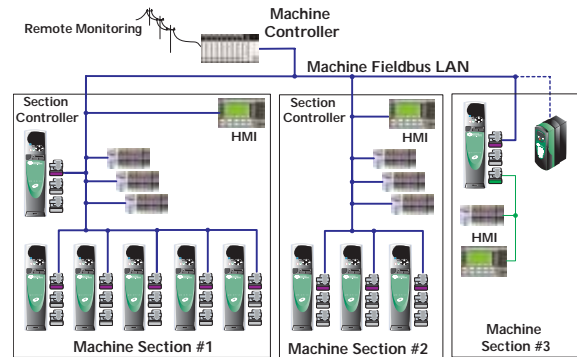 Machine
Controller
Remote Monitoring
Machine Fieldbus LAN
Section
Controller
HMI
Section
Controller
HMI
HMI
Machine Section #1
Machine Section #2
Machine
Section #3